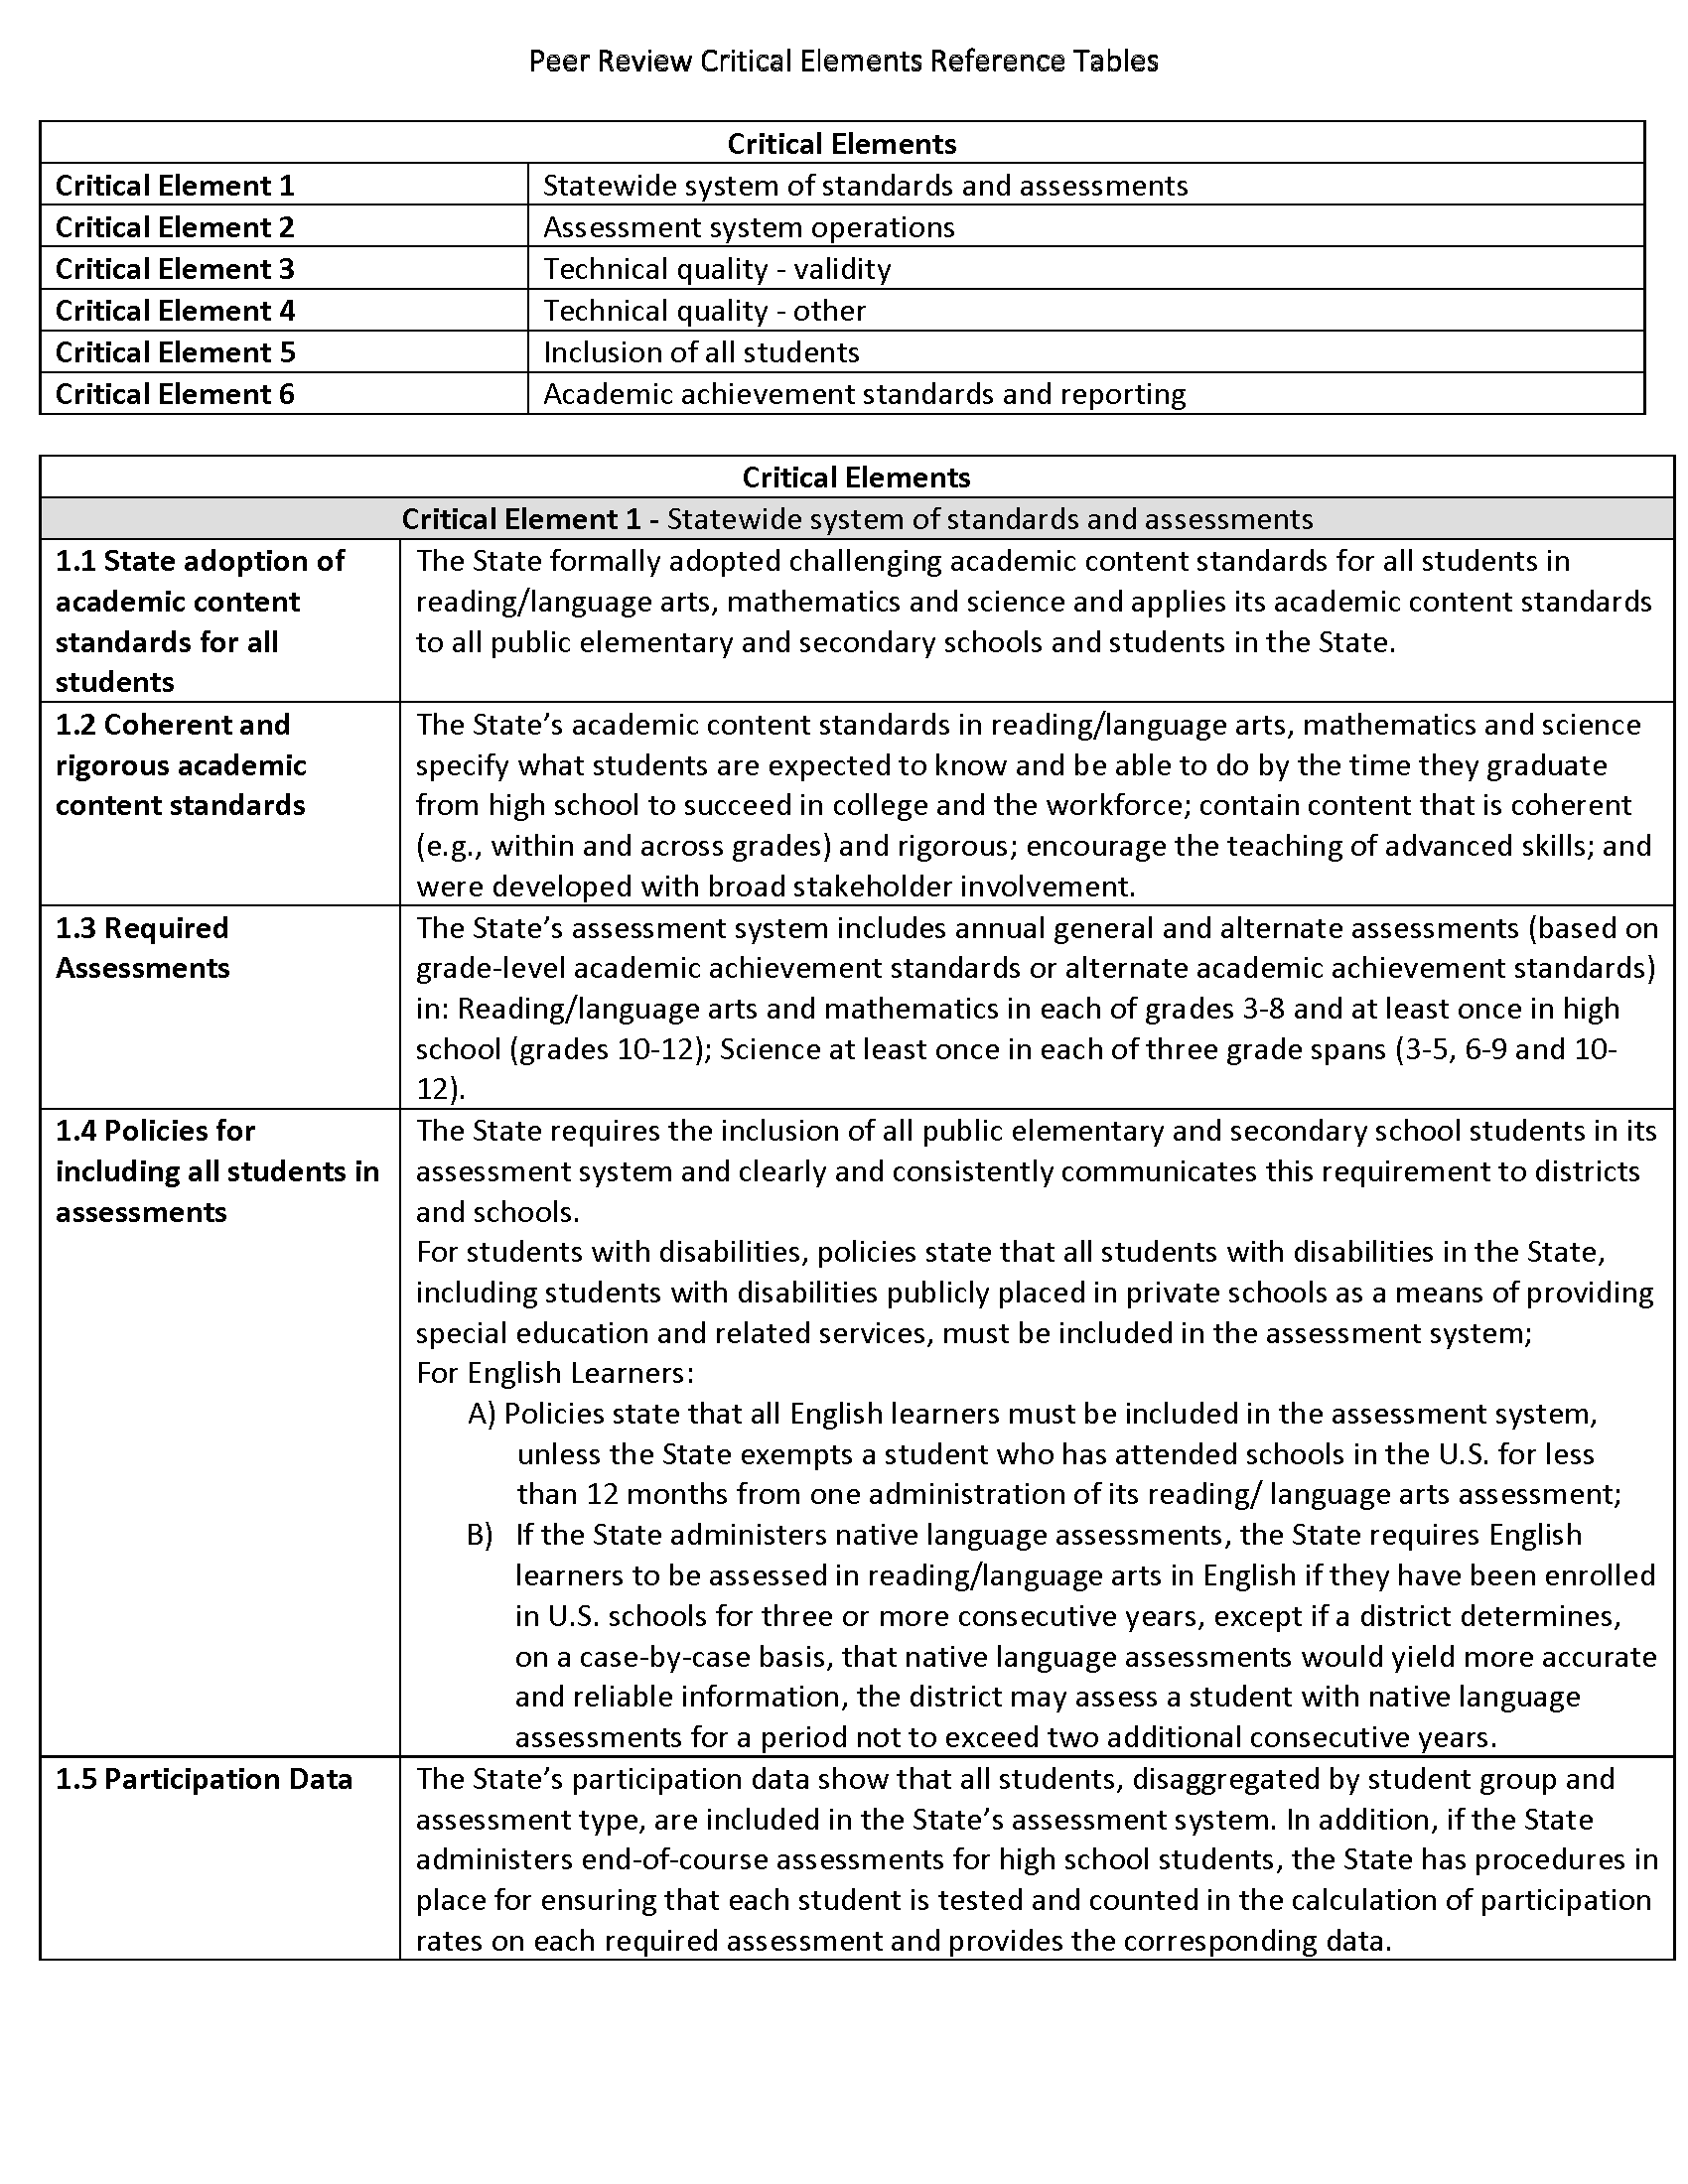 Peer Review Critical Elements Reference Tables
Critical Elements
Critical Element 1 Statewide system of standards and assessments
Critical Element 2 Assessment system operations
Critical Element 3 Technical quality - validity
Critical Element 4 Technical quality - other
Critical Element 5 Inclusion of all students
Critical Element 6 Academic achievement standards and reporting
Critical Elements
Critical Element 1 - Statewide system of standards and assessments
1.1 State adoption of
academic content
standards for all
students
The State formally adopted challenging academic content standards for all students in
reading/language arts, mathematics and science and applies its academic content standards
to all public elementary and secondary schools and students in the State.
1.2 Coherent and
rigorous academic
content standards
The State’s academic content standards in reading/language arts, mathematics and science
specify what students are expected to know and be able to do by the time they graduate
from high school to succeed in college and the workforce; contain content that is coherent
(e.g., within and across grades) and rigorous; encourage the teaching of advanced skills; and
were developed with broad stakeholder involvement.
1.3 Required
Assessments
The State’s assessment system includes annual general and alternate assessments (based on
grade-level academic achievement standards or alternate academic achievement standards)
in: Reading/language arts and mathematics in each of grades 3-8 and at least once in high
school (grades 10-12); Science at least once in each of three grade spans (3-5, 6-9 and 10-
12).
1.4 Policies for
including all students in
assessments
The State requires the inclusion of all public elementary and secondary school students in its
assessment system and clearly and consistently communicates this requirement to districts
and schools.
For students with disabilities, policies state that all students with disabilities in the State,
including students with disabilities publicly placed in private schools as a means of providing
special education and related services, must be included in the assessment system;
For English Learners:
A) Policies state that all English learners must be included in the assessment system,
unless the State exempts a student who has attended schools in the U.S. for less
than 12 months from one administration of its reading/ language arts assessment;
B) If the State administers native language assessments, the State requires English
learners to be assessed in reading/language arts in English if they have been enrolled
in U.S. schools for three or more consecutive years, except if a district determines,
on a case-by-case basis, that native language assessments would yield more accurate
and reliable information, the district may assess a student with native language
assessments for a period not to exceed two additional consecutive years.
1.5 Participation Data
The State’s participation data show that all students, disaggregated by student group and
assessment type, are included in the State’s assessment system. In addition, if the State
administers end-of-course assessments for high school students, the State has procedures in
place for ensuring that each student is tested and counted in the calculation of participation
rates on each required assessment and provides the corresponding data.